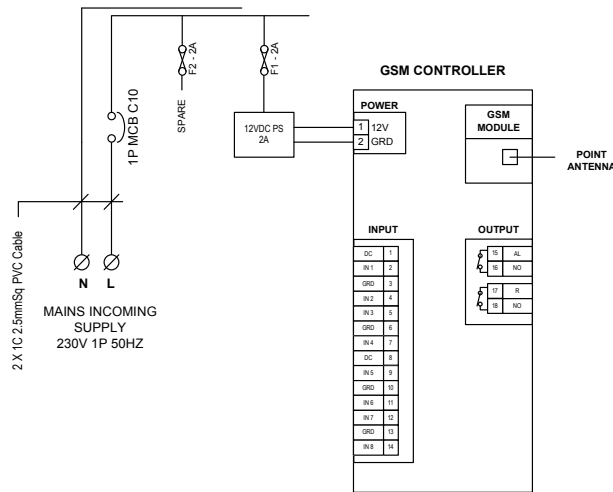 F2 - 2A
F1 - 2A
GSM CONTROLLER
1P MCB C10
SPARE
12VDC PS
2A
POWER
1 12V
2 GRD
GSM
MODULE
POINT
ANTENNA
2 X 1C 2.5mmSq PVC Cable
N L
MAINS INCOMING
SUPPLY
230V 1P 50HZ
INPUT
DC 1
IN 1 2
GRD 3
IN 2 4
IN 3 5
GRD 6
IN 4 7
DC 8
IN 5 9
GRD 10
IN 6 11
IN 7 12
GRD 13
IN 8 14
OUTPUT
15 AL
16 NO
17 R
18 NO